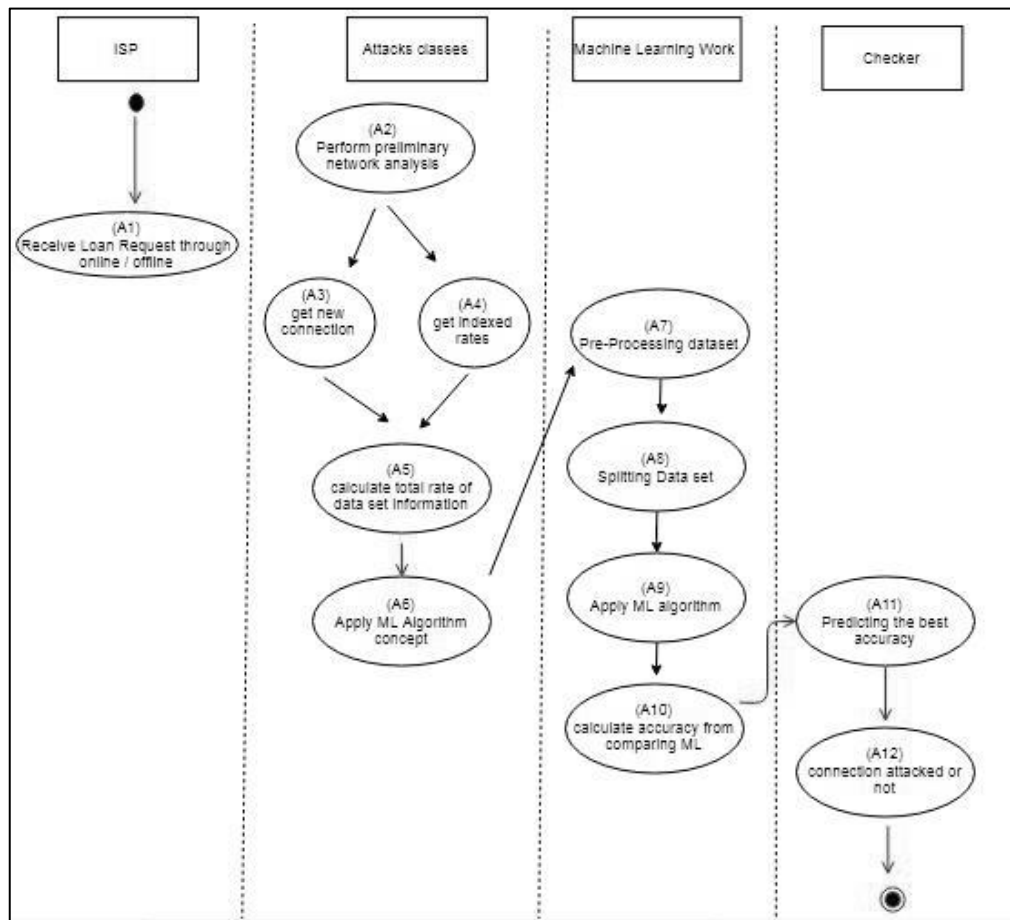 ISP
Attacks classes
Machine Learning Work
Checker
(A1)
Receive Loan Request through
online / offline
(A2)
Perform preliminary
network analysis
(A3)
get new
connection
(A4)
get indexed
rates
(A5)
calculate total rate of
data set information
(A6)
Apply ML Algorithm
concept
(A7)
Pre-Processing dataset
(A8)
Splitting Data set
(A9)
Apply ML algorithm
(A10)
calculate accuracy from
comparing ML
(A11)
Predicting the best
accuracy
(A12)
connection attacked or
not